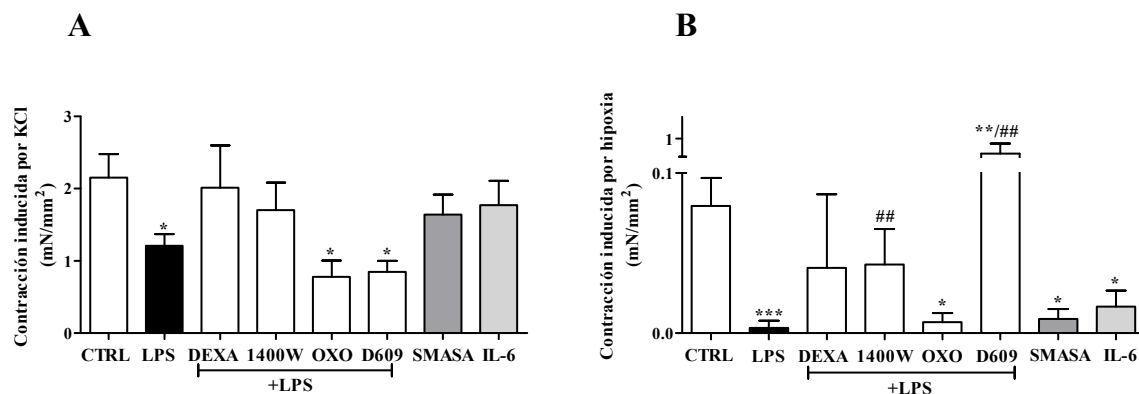 A
Contracción inducida por KCl
(mN/mm²)
3
2
1
0
*
*
*
CTRL LPS DEXA 1400W OXO D609 SMASA IL-6
+LPS
B
Contracción inducida por hipoxia
(mN/mm²)
1
0.1
0.0
***
##
*
**/##
*
*
CTRL LPS DEXA 1400W OXO D609 SMASA IL-6
+LPS